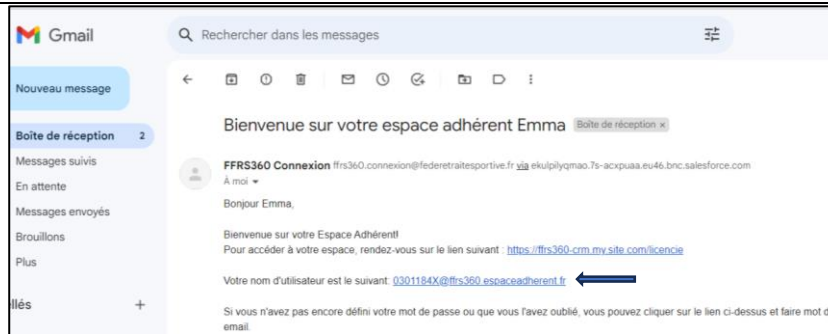 Gmail
Rechercher dans les messages
Nouveau message
Boîte de réception 2
Messages suivis
En attente
Messages envoyés
Brouillons
Plus
llés +
Bienvenue sur votre espace adhérent Emma Boîte de réception ×
FFRS360 Connexion ffrs360.connexion@federetraitesportive.fr via ekulpilyqmao.7s-acxpuaa.eu46.bnc.salesforce.com
À moi
Bonjour Emma,
Bienvenue sur votre Espace Adhérent!
Pour accéder à votre espace, rendez-vous sur le lien suivant : https://ffrs360-crm.my.site.com/licencie
Votre nom d'utilisateur est le suivant: 0301184X@ffrs360.espaceadherent.fr
Si vous n'avez pas encore défini votre mot de passe ou que vous l'avez oublié, vous pouvez cliquer sur le lien ci-dessus et faire mot d
email.